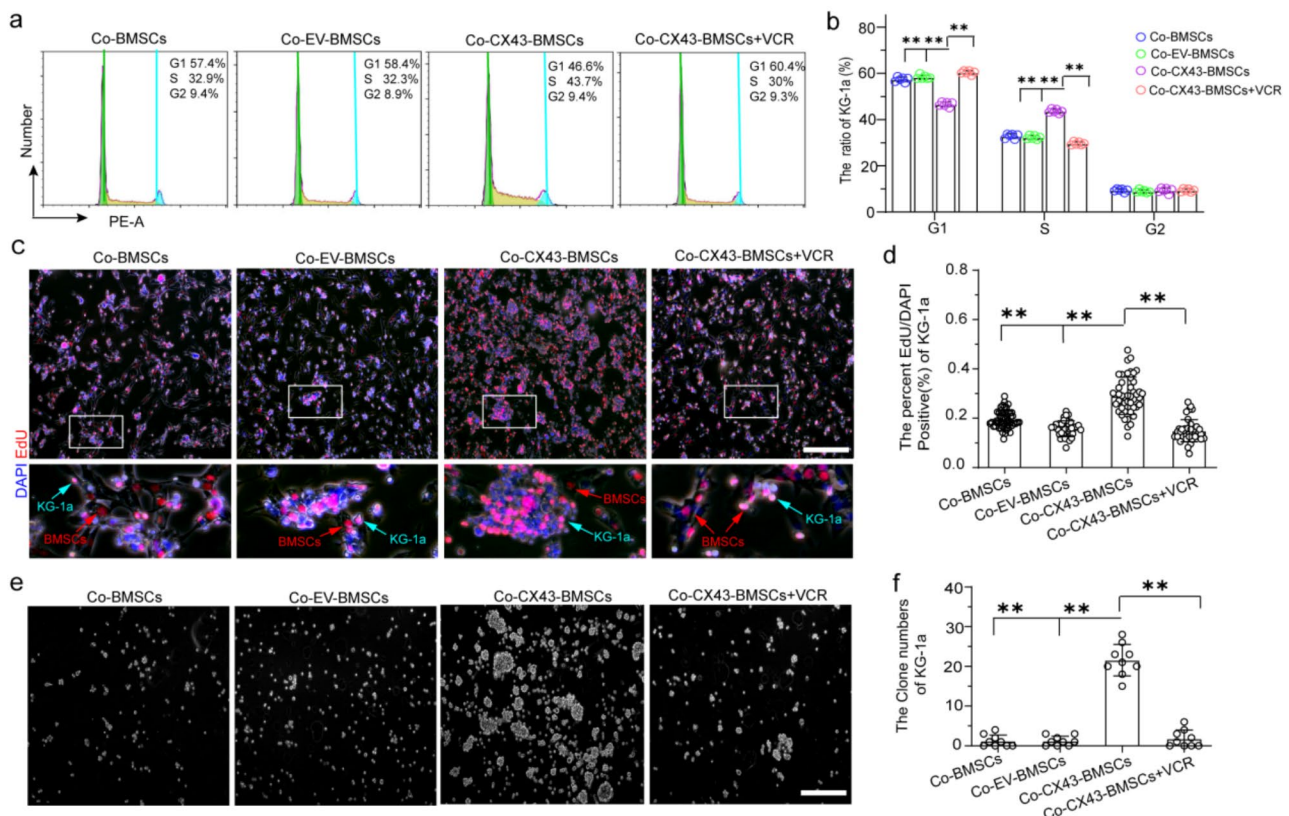 a
Co-BMSCs
G1 57.4%
S 32.9%
G2 9.4%
Co-EV-BMSCs
G1 58.4%
S 32.3%
G2 8.9%
Co-CX43-BMSCs
G1 46.6%
S 43.7%
G2 9.4%
Co-CX43-BMSCs+VCR
G1 60.4%
S 30%
G2 9.3%
Number
PE-A
b
The ratio of KG-1a (%)
80
60
40
20
0
** ** **
** ** **
G1 S G2
Co-BMSCs
Co-EV-BMSCs
Co-CX43-BMSCs
Co-CX43-BMSCs+VCR
c
Co-BMSCs
Co-EV-BMSCs
Co-CX43-BMSCs
Co-CX43-BMSCs+VCR
DAPI EdU
KG-1a
BMSCs
BMSCs
KG-1a
BMSCs
KG-1a
BMSCs
KG-1a
d
The percent EdU/DAPI
Positive(%) of KG-1a
0.8
0.6
0.4
0.2
0.0
** ** **
Co-BMSCs
Co-EV-BMSCs
Co-CX43-BMSCs
Co-CX43-BMSCs+VCR
e
Co-BMSCs
Co-EV-BMSCs
Co-CX43-BMSCs
Co-CX43-BMSCs+VCR
f
The Clone numbers
of KG-1a
40
30
20
10
0
** ** **
Co-BMSCs
Co-EV-BMSCs
Co-CX43-BMSCs
Co-CX43-BMSCs+VCR